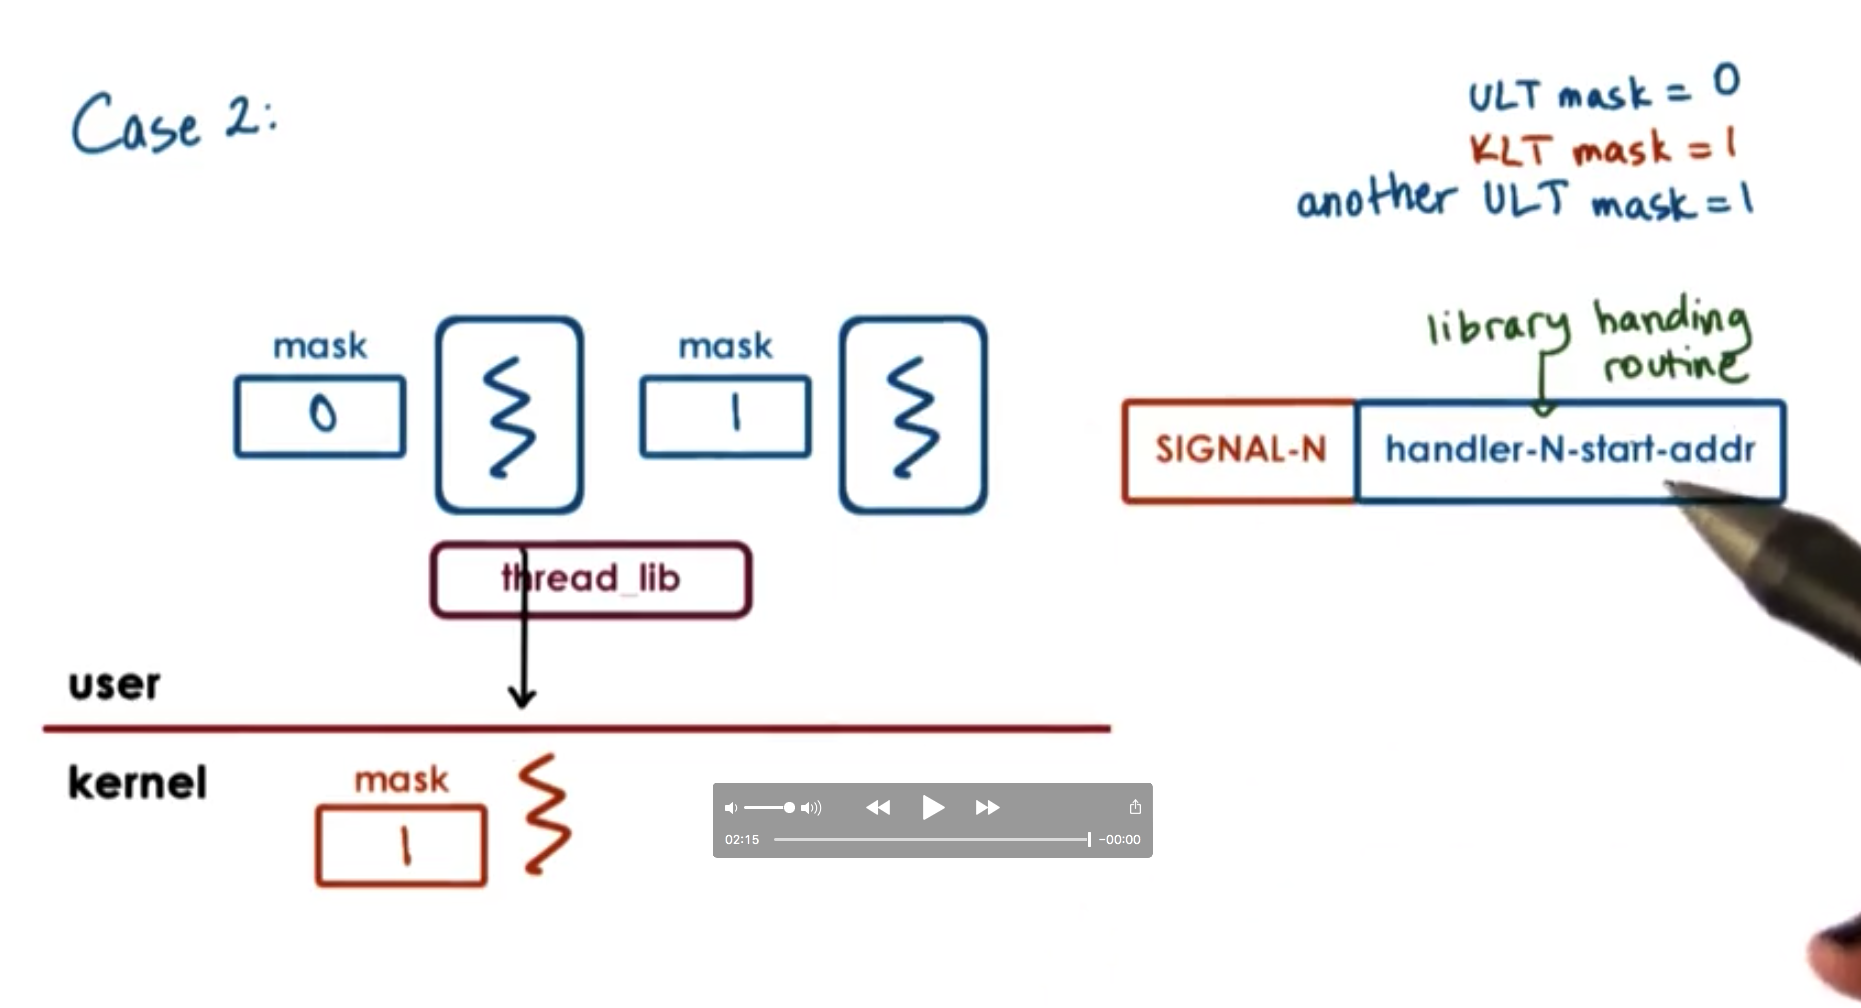 Case 2:
ULT mask = 0
KLT mask = 1
another ULT mask = 1
library handing
routine
mask
0
mask
1
SIGNAL-N
handler-N-start-addr
thread_lib
user
kernel
mask
1
02:15
-00:00